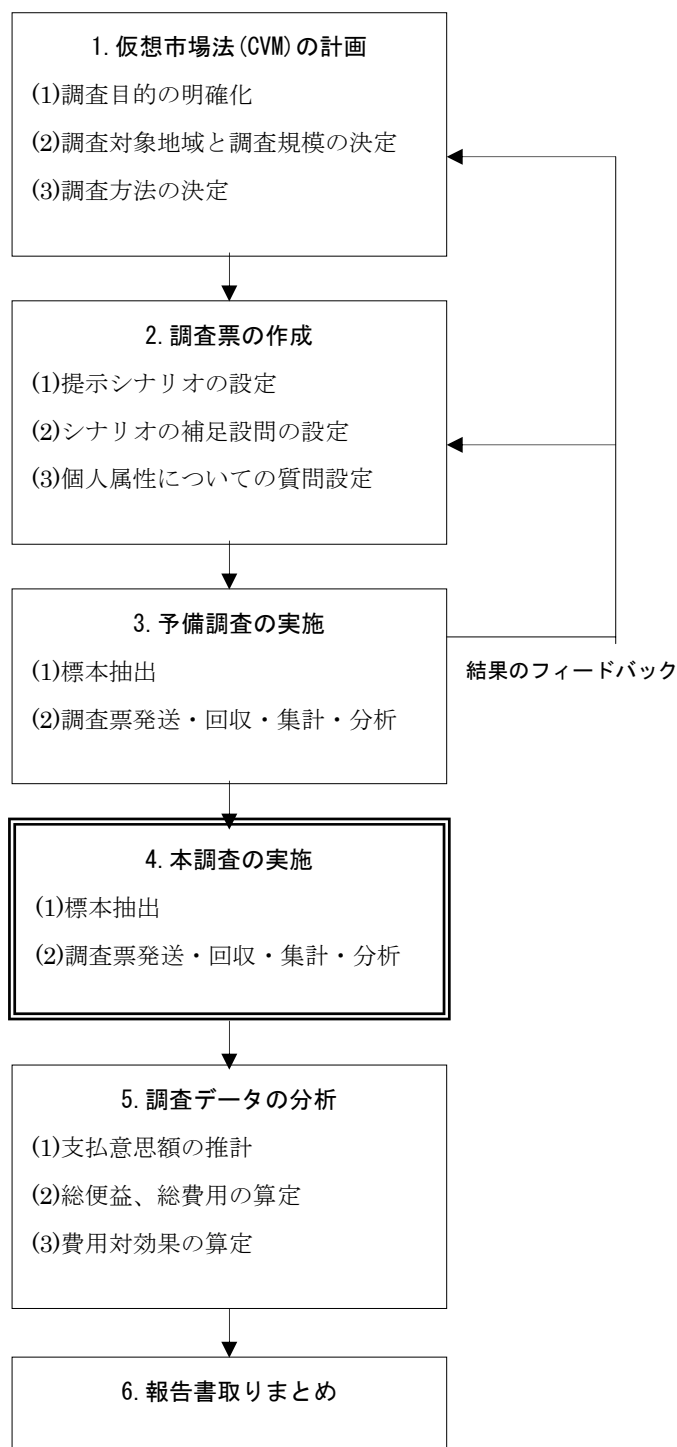 1.仮想市場法(CVM)の計画
(1)調査目的の明確化
(2)調査対象地域と調査規模の決定
(3)調査方法の決定
2.調査票の作成
(1)提示シナリオの設定
(2)シナリオの補足設問の設定
(3)個人属性についての質問設定
3.予備調査の実施
(1)標本抽出
(2)調査票発送・回収・集計・分析
結果のフィードバック
4.本調査の実施
(1)標本抽出
(2)調査票発送・回収・集計・分析
5.調査データの分析
(1)支払意思額の推計
(2)総便益、総費用の算定
(3)費用対効果の算定
6.報告書取りまとめ